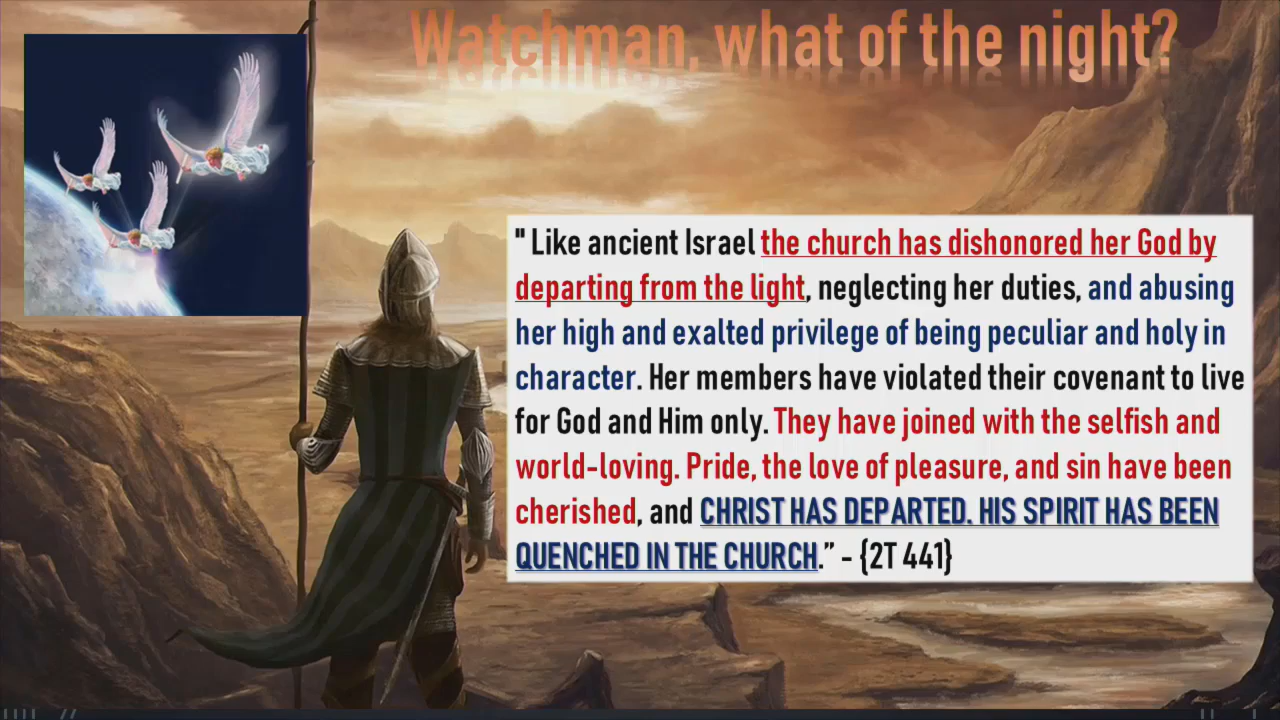 Watchman, what of the night?
" Like ancient Israel the church has dishonored her God by
departing from the light, neglecting her duties, and abusing
her high and exalted privilege of being peculiar and holy in
character. Her members have violated their covenant to live
for God and Him only. They have joined with the selfish and
world-loving. Pride, the love of pleasure, and sin have been
cherished, and CHRIST HAS DEPARTED. HIS SPIRIT HAS BEEN
QUENCHED IN THE CHURCH.” - {2T 441}